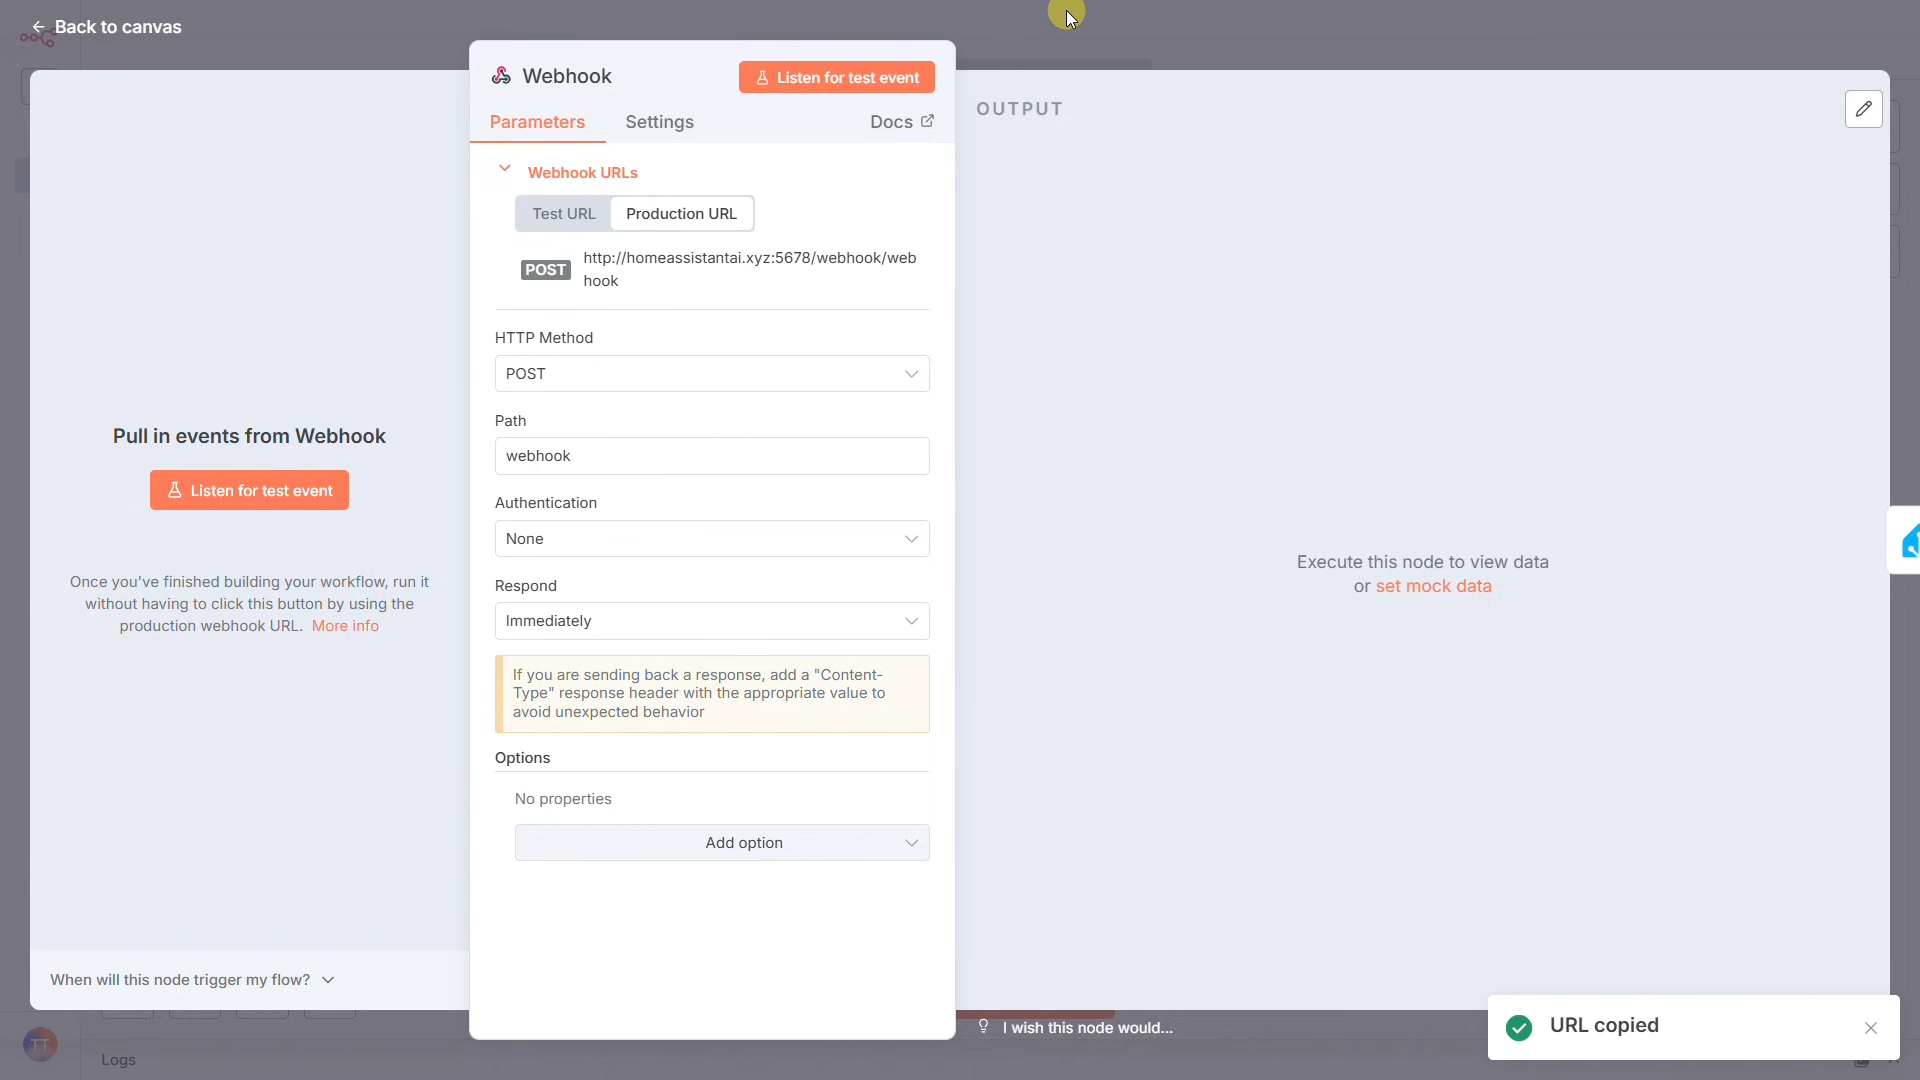 Back to canvas
Webhook
Listen for test event
Parameters
Settings
Docs
OUTPUT
Webhook URLs
Test URL
Production URL
POST
http://homeassistantai.xyz:5678/webhook/web
hook
HTTP Method
POST
Path
webhook
Authentication
None
Respond
Immediately
If you are sending back a response, add a "Content-
Type" response header with the appropriate value to
avoid unexpected behavior
Options
No properties
Add option
Pull in events from Webhook
Listen for test event
Once you've finished building your workflow, run it
without having to click this button by using the
production webhook URL. More info
When will this node trigger my flow?
Execute this node to view data
or set mock data
I wish this node would...
URL copied
TT
Logs